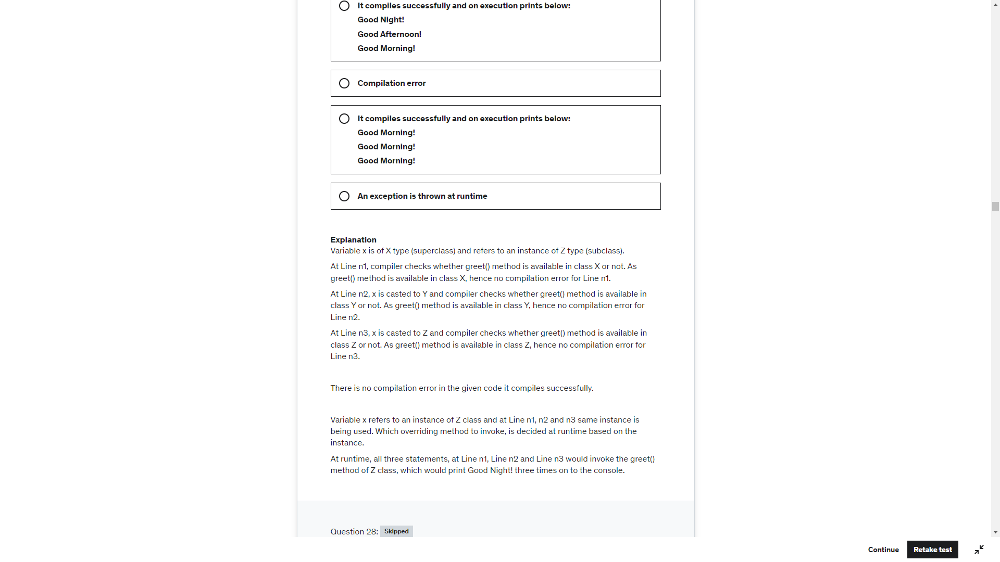 It compiles successfully and on execution prints below:
Good Night!
Good Afternoon!
Good Morning!
Compilation error
It compiles successfully and on execution prints below:
Good Morning!
Good Morning!
Good Morning!
An exception is thrown at runtime
Explanation
Variable x is of X type (superclass) and refers to an instance of Z type (subclass).
At Line n1, compiler checks whether greet() method is available in class X or not. As
greet() method is available in class X, hence no compilation error for Line n1.
At Line n2, x is casted to Y and compiler checks whether greet() method is available in
class Y or not. As greet() method is available in class Y, hence no compilation error for
Line n2.
At Line n3, x is casted to Z and compiler checks whether greet() method is available in
class Z or not. As greet() method is available in class Z, hence no compilation error for
Line n3.
There is no compilation error in the given code it compiles successfully.
Variable x refers to an instance of Z class and at Line n1, n2 and n3 same instance is
being used. Which overriding method to invoke, is decided at runtime based on the
instance.
At runtime, all three statements, at Line n1, Line n2 and Line n3 would invoke the greet()
method of Z class, which would print Good Night! three times on to the console.
Question 28: Skipped
Continue Retake test